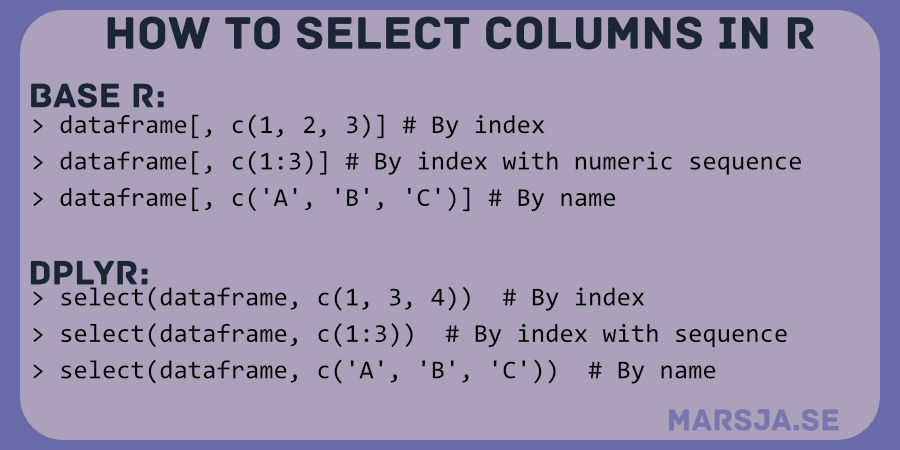 HOW TO SELECT COLUMNS IN R
BASE R:
> dataframe[, c(1, 2, 3)] # By index
> dataframe[, c(1:3)] # By index with numeric sequence
> dataframe[, c('A', 'B', 'C')] # By name
DPLYR:
> select(dataframe, c(1, 3, 4))  # By index
> select(dataframe, c(1:3))  # By index with sequence
> select(dataframe, c('A', 'B', 'C'))  # By name
MARSJA.SE